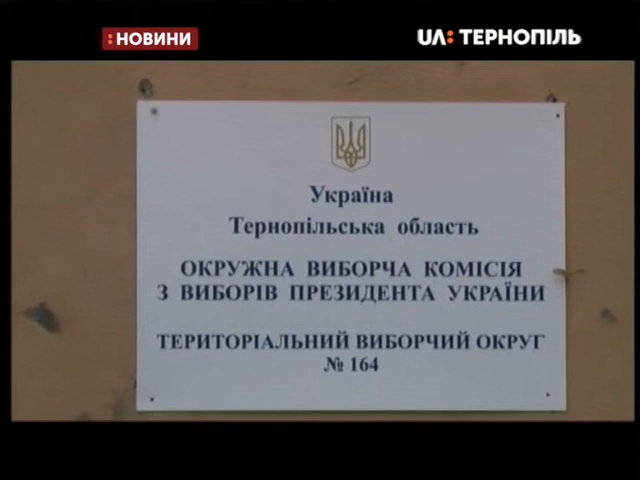 :НОВИНИ
UA: ТЕРНОПІЛЬ
Україна
Тернопільська область
ОКРУЖНА ВИБОРЧА КОМІСІЯ
З ВИБОРІВ ПРЕЗИДЕНТА УКРАЇНИ
ТЕРИТОРІАЛЬНИЙ ВИБОРЧИЙ ОКРУГ
№ 164